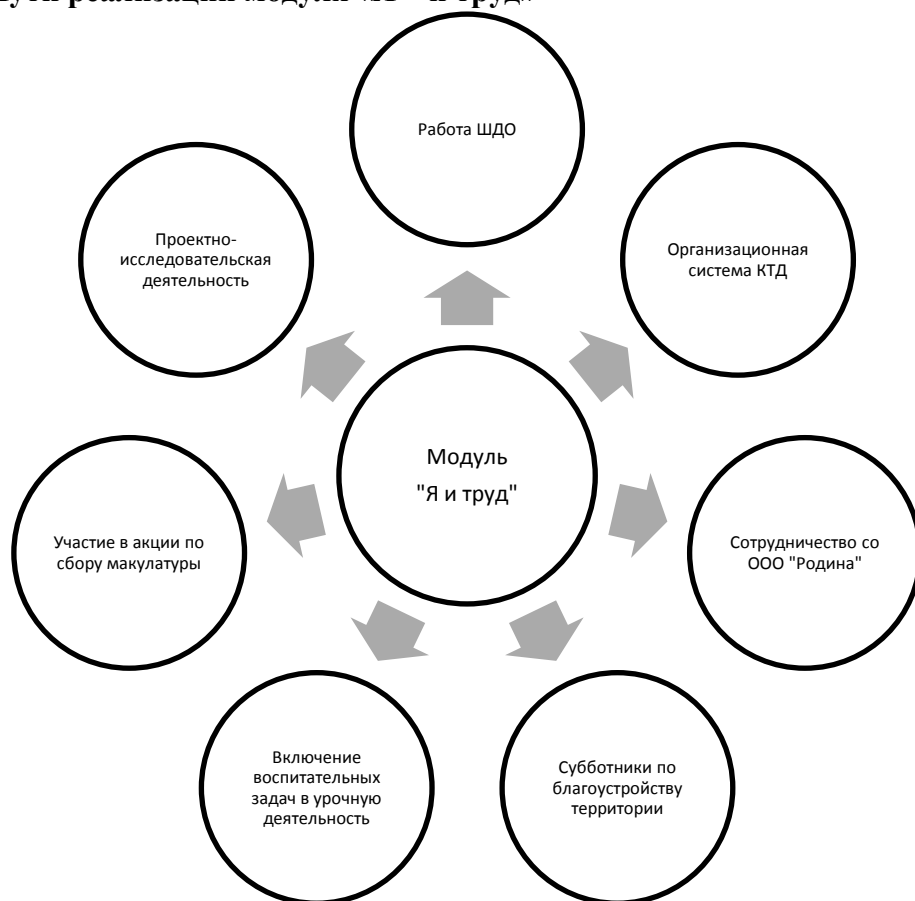 Работа ШДО
Проектно-
исследовательская
деятельность
Организационная
система КТД
Модуль
"Я и труд"
Участие в акции по
сбору макулатуры
Сотрудничество со
ООО "Родина"
Включение
воспитательных
задач в урочную
деятельность
Субботники по
благоустройству
территории